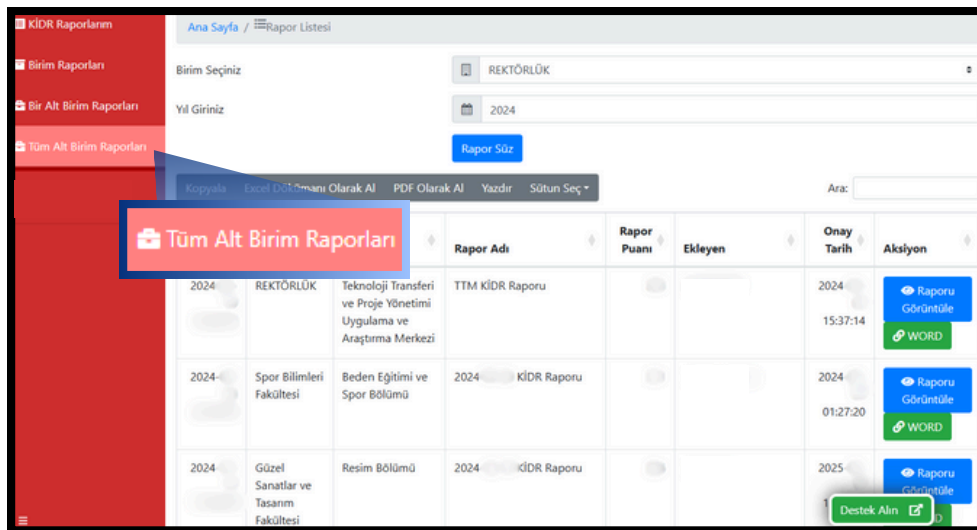 KİDR Raporlarım
Birim Raporları
Bir Alt Birim Raporları
Tüm Alt Birim Raporları
Ana Sayfa / Rapor Listesi
Birim Seçiniz
REKTÖRLÜK
Yıl Giriniz
2024
Rapor Süz
Kopyala Excel Dökümanı Olarak Al PDF Olarak Al Yazdır Sütun Seç
Ara:
Tüm Alt Birim Raporları
Rapor Adı
Rapor
Puanı
Ekleyen
Onay
Tarih
Aksiyon
2024-
REKTÖRLÜK
Teknoloji Transferi
ve Proje Yönetimi
Uygulama ve
Araştırma Merkezi
TTM KİDR Raporu
2024-
15:37:14
Raporu
Görüntüle
WORD
2024-
Spor Bilimleri
Fakültesi
Beden Eğitimi ve
Spor Bölümü
2024 KİDR Raporu
2024-
01:27:20
Raporu
Görüntüle
WORD
2024-
Güzel
Sanatlar ve
Tasarım
Fakültesi
Resim Bölümü
2024 KİDR Raporu
2025-
Raporu
Görüntüle
Destek Alın